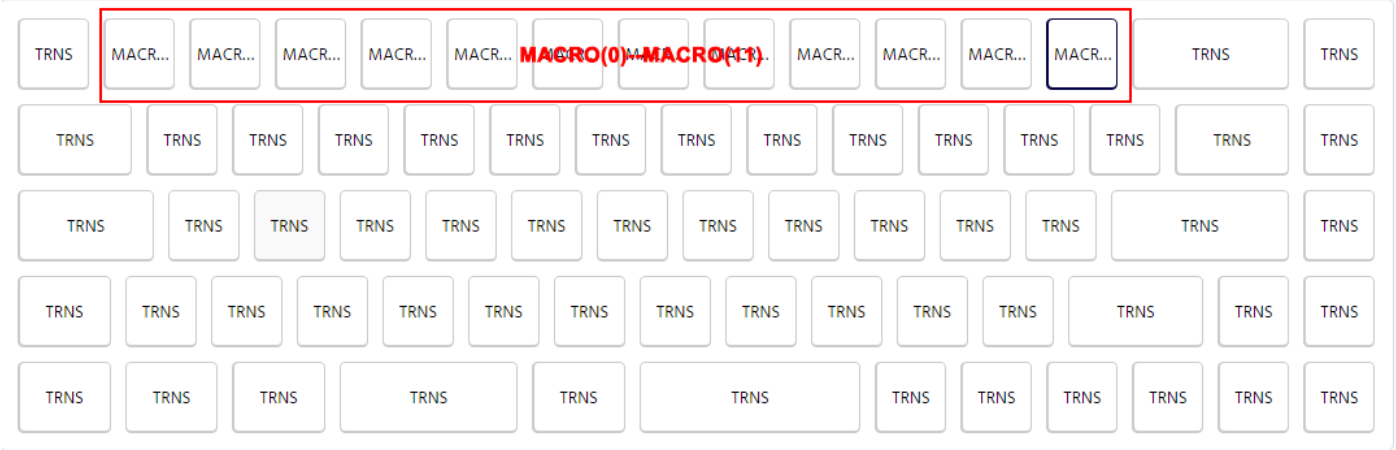 TRNS MACR... MACR... MACR... MACR... MACR... MACRO(0)--MACRO(11) MACR... MACR... MACR... MACR... TRNS TRNS
TRNS TRNS TRNS TRNS TRNS TRNS TRNS TRNS TRNS TRNS TRNS TRNS TRNS TRNS TRNS
TRNS TRNS TRNS TRNS TRNS TRNS TRNS TRNS TRNS TRNS TRNS TRNS TRNS TRNS
TRNS TRNS TRNS TRNS TRNS TRNS TRNS TRNS TRNS TRNS TRNS TRNS TRNS TRNS TRNS
TRNS TRNS TRNS TRNS TRNS TRNS TRNS TRNS TRNS TRNS TRNS TRNS